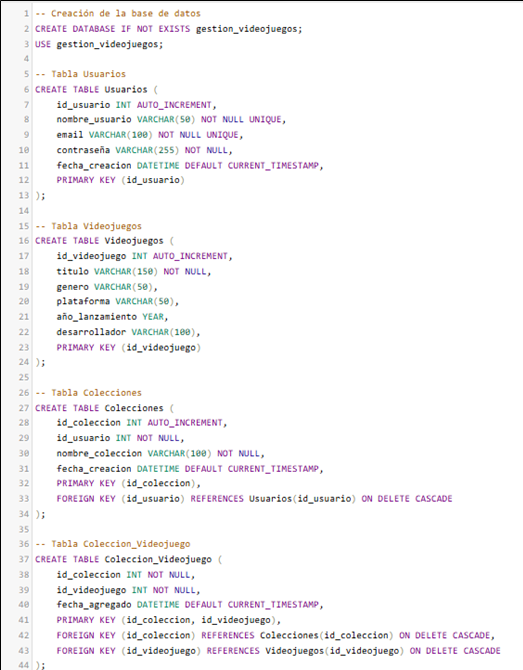 1 -- Creación de la base de datos
2 CREATE DATABASE IF NOT EXISTS gestion_videojuegos;
3 USE gestion_videojuegos;
4
5 -- Tabla Usuarios
6 CREATE TABLE Usuarios (
7 id_usuario INT AUTO_INCREMENT,
8 nombre_usuario VARCHAR(50) NOT NULL UNIQUE,
9 email VARCHAR(100) NOT NULL UNIQUE,
10 contraseña VARCHAR(255) NOT NULL,
11 fecha_creacion DATETIME DEFAULT CURRENT_TIMESTAMP,
12 PRIMARY KEY (id_usuario)
13 );
14
15 -- Tabla Videojuegos
16 CREATE TABLE Videojuegos (
17 id_videojuego INT AUTO_INCREMENT,
18 titulo VARCHAR(150) NOT NULL,
19 genero VARCHAR(50),
20 plataforma VARCHAR(50),
21 año_lanzamiento YEAR,
22 desarrollador VARCHAR(100),
23 PRIMARY KEY (id_videojuego)
24 );
25
26 -- Tabla Colecciones
27 CREATE TABLE Colecciones (
28 id_coleccion INT AUTO_INCREMENT,
29 id_usuario INT NOT NULL,
30 nombre_coleccion VARCHAR(100) NOT NULL,
31 fecha_creacion DATETIME DEFAULT CURRENT_TIMESTAMP,
32 PRIMARY KEY (id_coleccion),
33 FOREIGN KEY (id_usuario) REFERENCES Usuarios(id_usuario) ON DELETE CASCADE
34 );
35
36 -- Tabla Coleccion_Videojuego
37 CREATE TABLE Coleccion_Videojuego (
38 id_coleccion INT NOT NULL,
39 id_videojuego INT NOT NULL,
40 fecha_agregado DATETIME DEFAULT CURRENT_TIMESTAMP,
41 PRIMARY KEY (id_coleccion, id_videojuego),
42 FOREIGN KEY (id_coleccion) REFERENCES Colecciones(id_coleccion) ON DELETE CASCADE,
43 FOREIGN KEY (id_videojuego) REFERENCES Videojuegos(id_videojuego) ON DELETE CASCADE
44 );